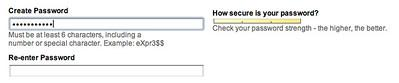 Create Password
•••••••••••
Must be at least 6 characters, including a
number or special character. Example: eXpr3$$
Re-enter Password
How secure is your password?
Check your password strength - the higher, the better.